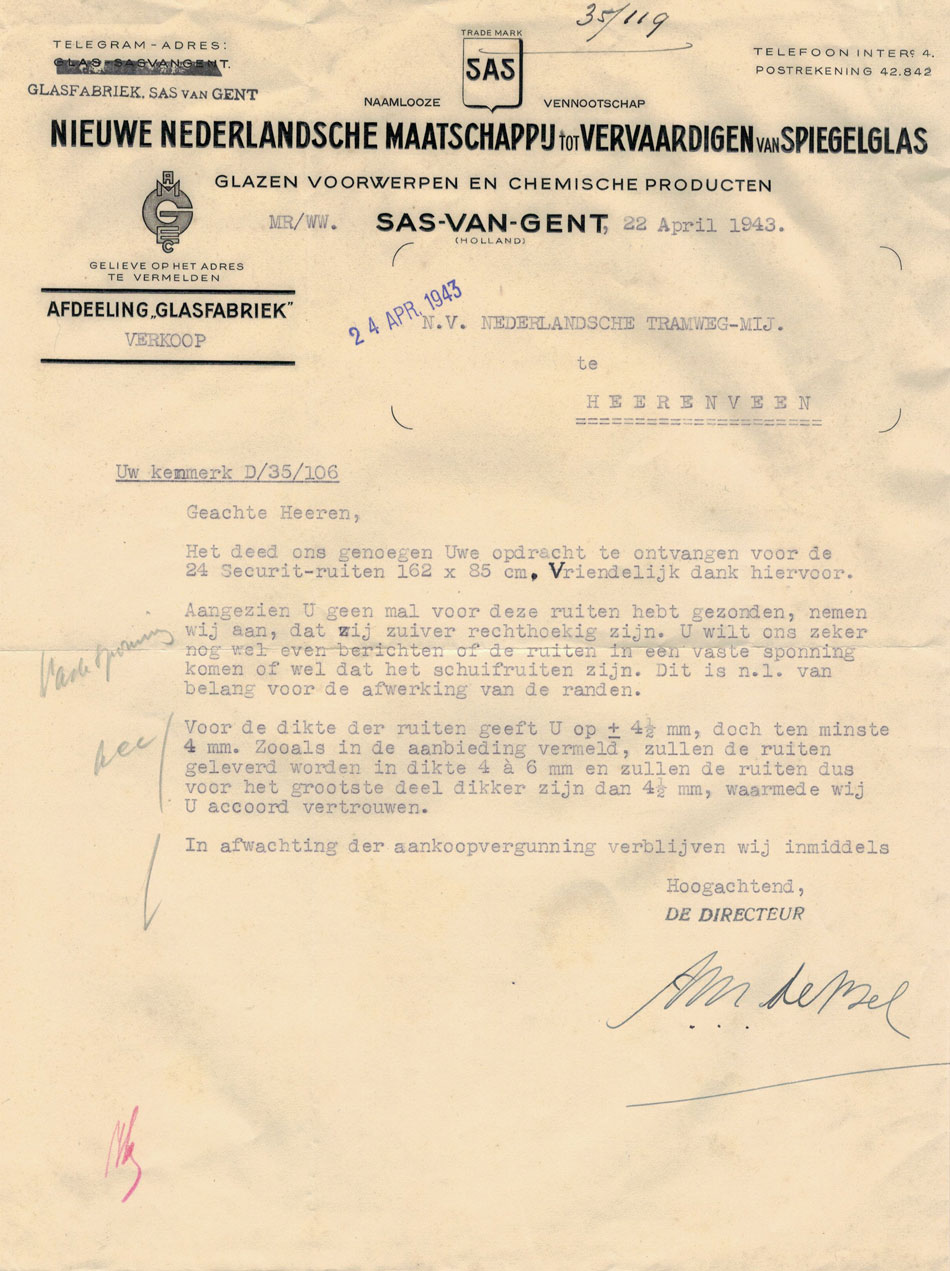 35/119
TELEGRAM-ADRES:
GLAS-SASVANGENT.
GLASFABRIEK, SAS VAN GENT
TRADE MARK
SAS
TELEFOON INTERC. 4.
POSTREKENING 42.842
NAAMLOOZE VENNOOTSCHAP
NIEUWE NEDERLANDSCHE MAATSCHAPPIJ TOT VERVAARDIGEN VAN SPIEGELGLAS
GLAZEN VOORWERPEN EN CHEMISCHE PRODUCTEN
MR/WW. SAS-VAN-GENT, 22 April 1943.
(HOLLAND)
GELIEVE OP HET ADRES
TE VERMELDEN
AFDEELING „GLASFABRIEK"
VERKOOP
24 APR. 1943
N.V. NEDERLANDSCHE TRAMWEG-MIJ.
te
HEERENVEEN
Uw kenmerk D/35/106
Geachte Heeren,
Het deed ons genoegen Uwe opdracht te ontvangen voor de
24 Securit-ruiten 162 x 85 cm. Vriendelijk dank hiervoor.
Aangezien U geen mal voor deze ruiten hebt gezonden, nemen
wij aan, dat zij zuiver rechthoekig zijn. U wilt ons zeker
nog wel even berichten of de ruiten in een vaste sponning
komen of wel dat het schuifruiten zijn. Dit is n.l. van
belang voor de afwerking van de randen.
Vaste sponning
Voor de dikte der ruiten geeft U op ± 4½ mm, doch ten minste
4 mm. Zooals in de aanbieding vermeld, zullen de ruiten
geleverd worden in dikte 4 à 6 mm en zullen de ruiten dus
voor het grootste deel dikker zijn dan 4½ mm, waarmede wij
U accoord vertrouwen.
In afwachting der aankoopvergunning verblijven wij inmiddels
Hoogachtend,
DE DIRECTEUR